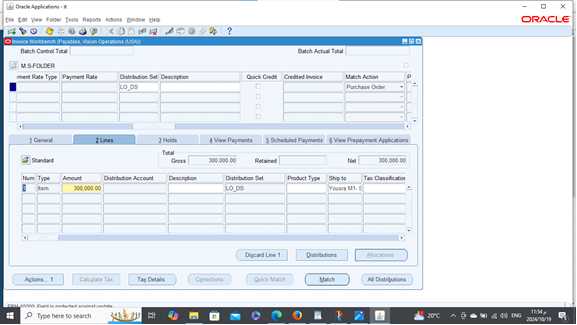 Oracle Applications - it
File Edit View Folder Tools Reports Actions Window Help
ORACLE
Invoice Workbench (Payables, Vision Operations (USA))
Batch Control Total Batch Actual Total
M.S-FOLDER
ment Rate Type Payment Rate Distribution Set Description Quick Credit Credited Invoice Match Action P
LO_DS Purchase Order
1 General 2 Lines 3 Holds 4 View Payments 5 Scheduled Payments 6 View Prepayment Applications
Total
Standard Gross 300,000.00 Retained Net 300,000.00
Num Type Amount Distribution Account Description Distribution Set Product Type Ship to Tax Classification
1 Item 300,000.00 LO_DS Yousra M1- S
Discard Line 1 Distributions Allocations
Actions... 1 Calculate Tax Tax Details Corrections Quick Match Match All Distributions
FRM-40200: Field is protected against update.
Type here to search 20°C ENG 11:54 م
2024/10/19